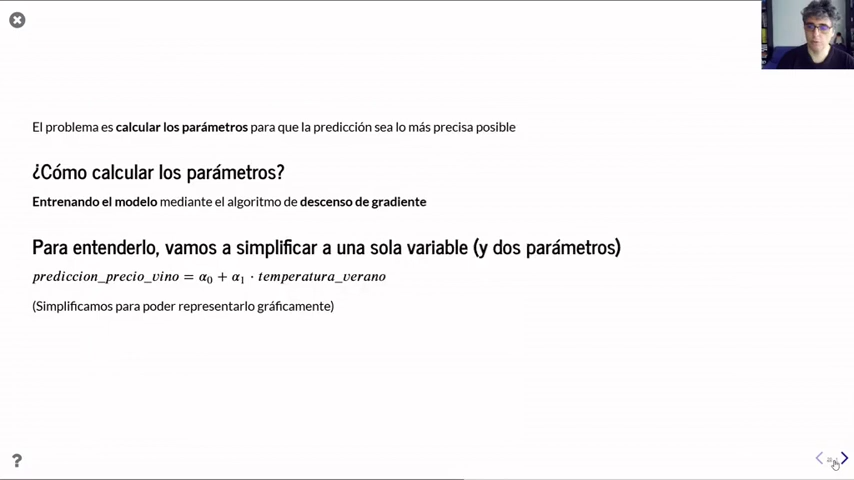 El problema es calcular los parámetros para que la predicción sea lo más precisa posible
¿Cómo calcular los parámetros?
Entrenando el modelo mediante el algoritmo de descenso de gradiente
Para entenderlo, vamos a simplificar a una sola variable (y dos parámetros)
prediccion_precio_vino = α₀ + α₁ · temperatura_verano
(Simplificamos para poder representarlo gráficamente)
?